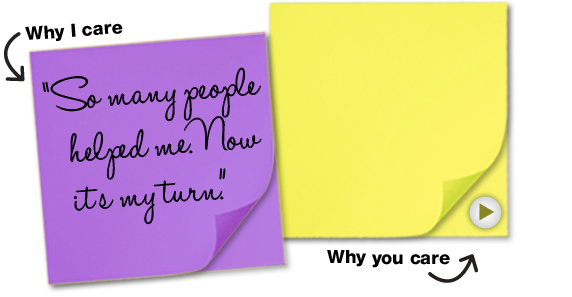 Why I care
"So many people
helped me. Now
it's my turn."
Why you care